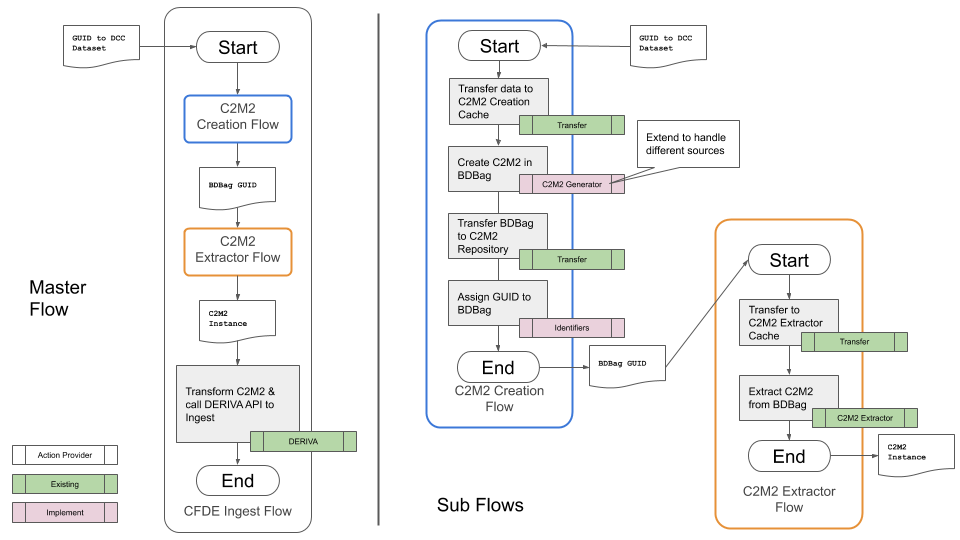 GUID to DCC
Dataset
Start
C2M2
Creation Flow
BDBag GUID
C2M2
Extractor Flow
C2M2
Instance
Transform C2M2 &
call DERIVA API to
Ingest
DERIVA
End
CFDE Ingest Flow
Master
Flow
Action Provider
Existing
Implement
Start
GUID to DCC
Dataset
Transfer data to
C2M2 Creation
Cache
Transfer
Extend to handle
different sources
Create C2M2 in
BDBag
C2M2 Generator
Transfer BDBag
to C2M2
Repository
Transfer
Assign GUID to
BDBag
Identifiers
End
BDBag GUID
C2M2 Creation
Flow
Sub Flows
Start
Transfer to
C2M2 Extractor
Cache
Transfer
Extract C2M2
from BDBag
C2M2 Extractor
End
C2M2
Instance
C2M2 Extractor
Flow